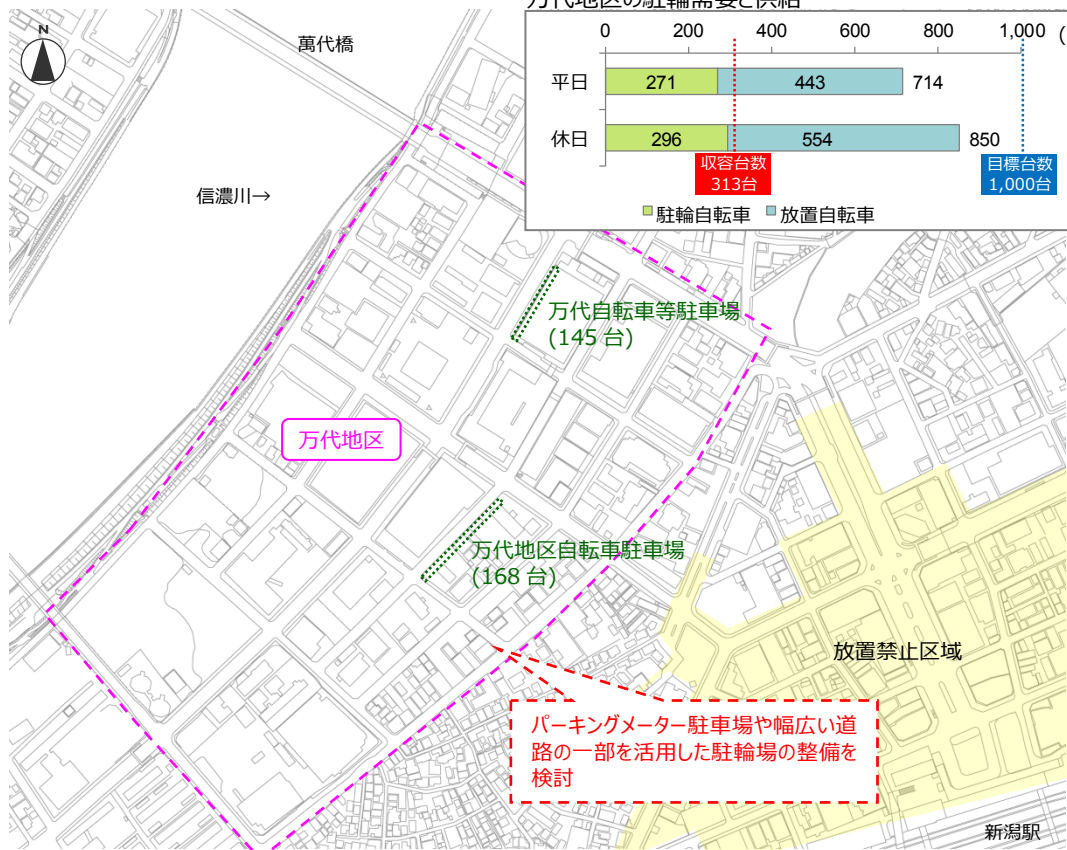 万代地区の駐輪需要と供給
0 200 400 600 800 1,000 (
平日 271 443 714
休日 296 554 850
収容台数
313台
目標台数
1,000台
駐輪自転車 放置自転車
N
萬代橋
信濃川→
万代自転車等駐車場
(145 台)
万代地区
万代地区自転車駐車場
(168 台)
放置禁止区域
パーキングメーター駐車場や幅広い道
路の一部を活用した駐輪場の整備を
検討
新潟駅